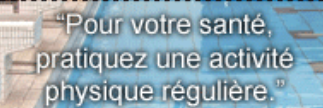 “Pour votre santé,
pratiquez une activité
physique régulière.”